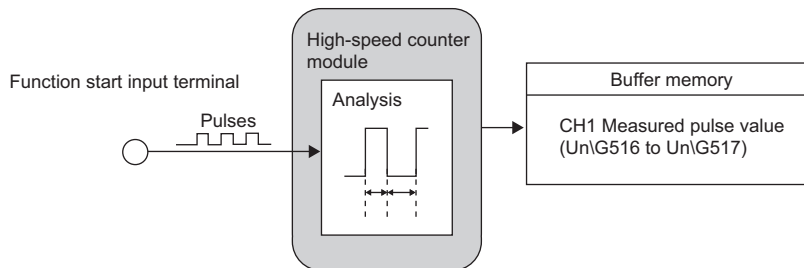 High-speed counter
module
Function start input terminal
Pulses
Analysis
Buffer memory
CH1 Measured pulse value
(Un\G516 to Un\G517)